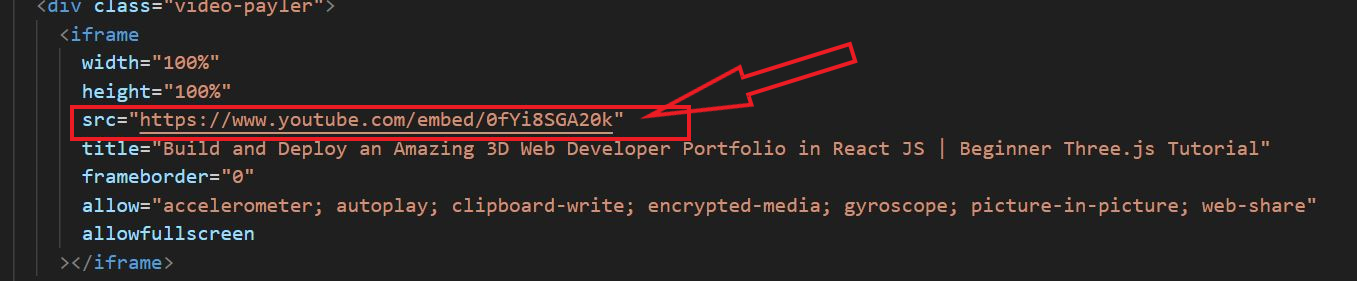 <div class="video-payler">
<iframe
width="100%"
height="100%"
src="https://www.youtube.com/embed/0fYi8SGA20k"
title="Build and Deploy an Amazing 3D Web Developer Portfolio in React JS | Beginner Three.js Tutorial"
frameborder="0"
allow="accelerometer; autoplay; clipboard-write; encrypted-media; gyroscope; picture-in-picture; web-share"
allowfullscreen
></iframe>